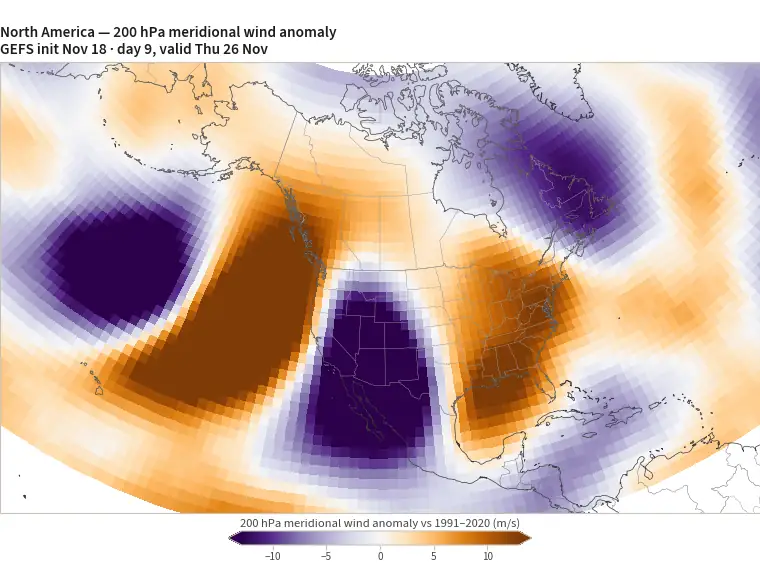 North America — 200 hPa meridional wind anomaly
GEFS init Nov 18 · day 9, valid Thu 26 Nov
200 hPa meridional wind anomaly vs 1991–2020 (m/s)
−10 −5 0 5 10